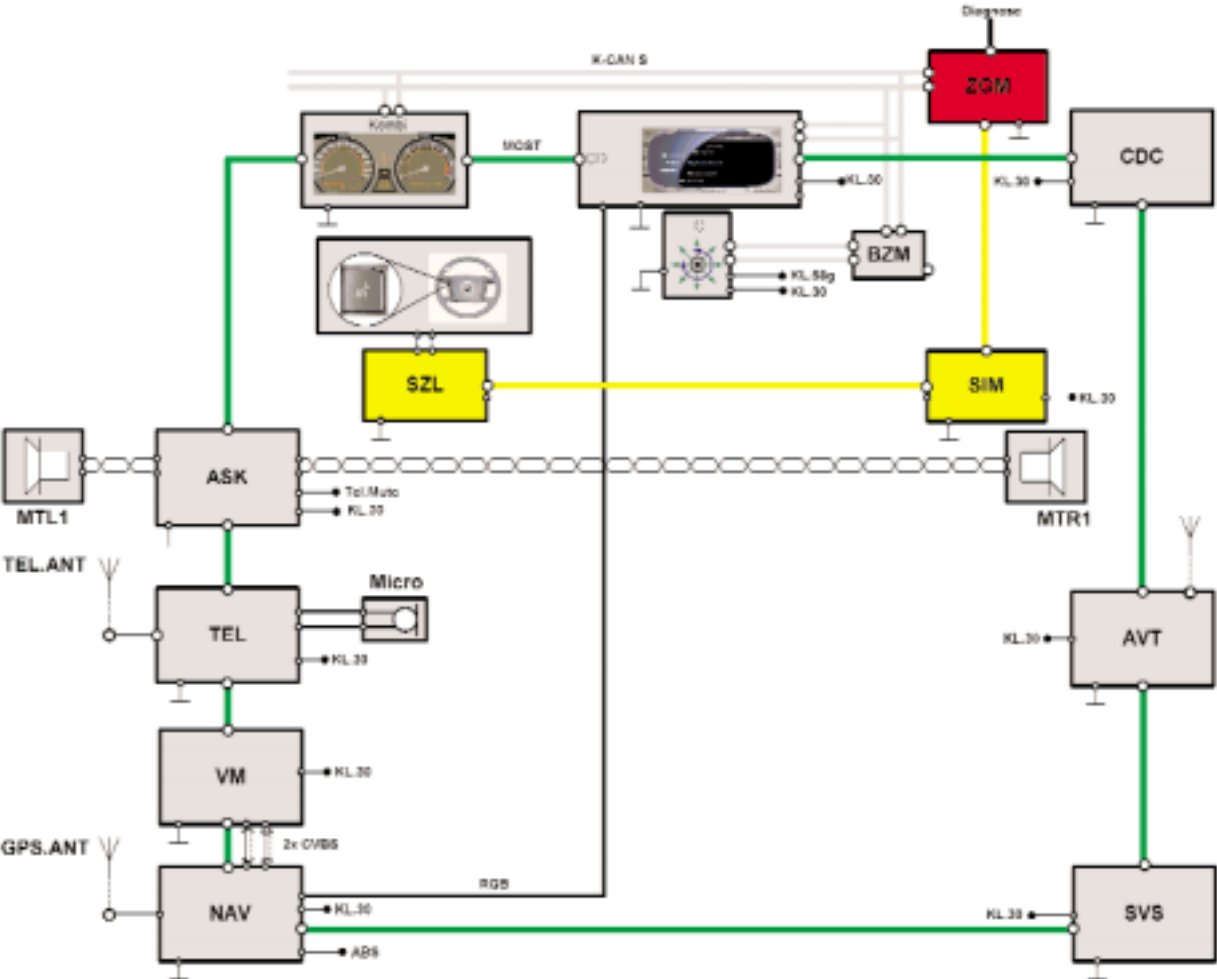 Diagnose
K-CAN S
ZGM
Kombi
MOST
CD
CDC
KL.30
KL.30
BZM
KL.58g
KL.30
SZL
SIM
KL.30
ASK
Tel.Mute
KL.30
MTL1
MTR1
TEL.ANT
Micro
TEL
KL.30
KL.30
AVT
VM
KL.30
GPS.ANT
2x CVBS
RGB
NAV
KL.30
KL.30
SVS
ABS